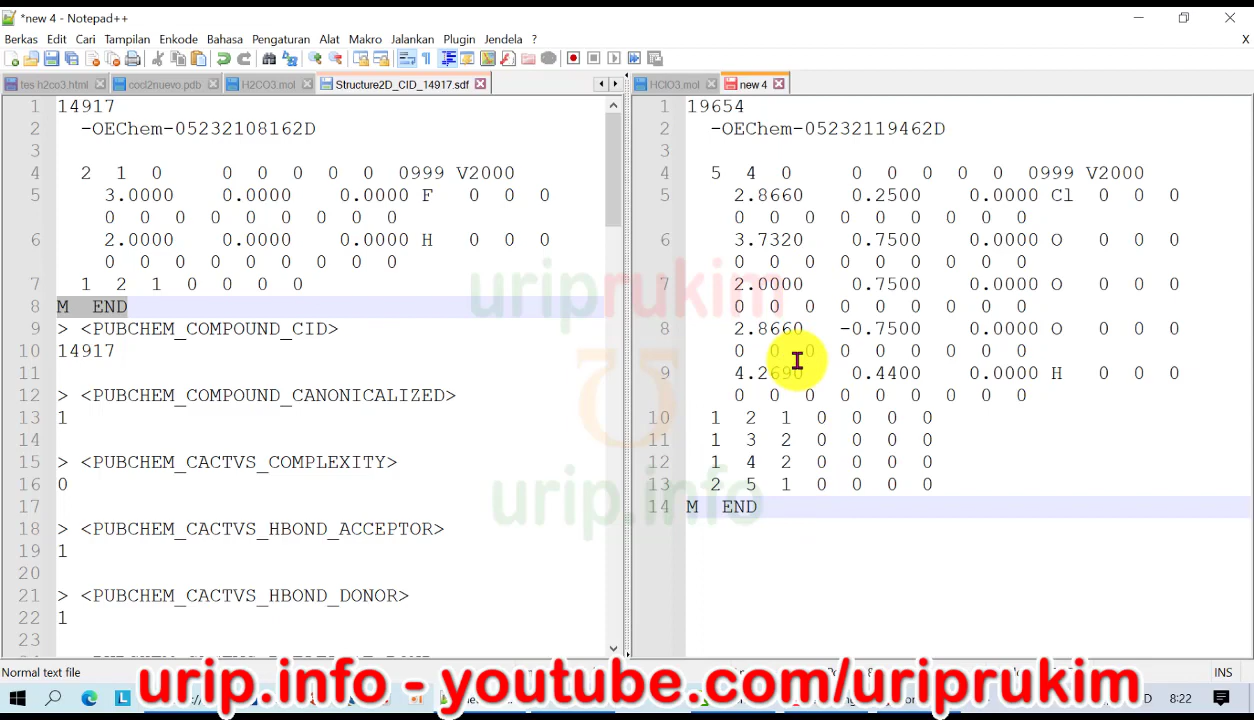 *new 4 - Notepad++
Berkas Edit Cari Tampilan Enkode Bahasa Pengaturan Alat Makro Jalankan Plugin Jendela ?
X
tes h2co3.html cocl2nuevo.pdb H2CO3.mol Structure2D_CID_14917.sdf
1 14917
2 -OEChem-05232108162D
3
4 2 1 0 0 0 0 0 0 0999 V2000
5 3.0000 0.0000 0.0000 F 0 0 0
0 0 0 0 0 0 0 0 0
6 2.0000 0.0000 0.0000 H 0 0 0
0 0 0 0 0 0 0 0 0
7 1 2 1 0 0 0 0
8 M END
9 > <PUBCHEM_COMPOUND_CID>
10 14917
11
12 > <PUBCHEM_COMPOUND_CANONICALIZED>
13 1
14
15 > <PUBCHEM_CACTVS_COMPLEXITY>
16 0
17
18 > <PUBCHEM_CACTVS_HBOND_ACCEPTOR>
19 1
20
21 > <PUBCHEM_CACTVS_HBOND_DONOR>
22 1
23
HClO3.mol new 4
1 19654
2 -OEChem-05232119462D
3
4 5 4 0 0 0 0 0 0 0999 V2000
5 2.8660 0.2500 0.0000 Cl 0 0 0
0 0 0 0 0 0 0 0 0
6 3.7320 0.7500 0.0000 O 0 0 0
0 0 0 0 0 0 0 0 0
7 2.0000 0.7500 0.0000 O 0 0 0
0 0 0 0 0 0 0 0 0
8 2.8660 -0.7500 0.0000 O 0 0 0
0 0 0 0 0 0 0 0 0
9 4.2690 0.4400 0.0000 H 0 0 0
0 0 0 0 0 0 0 0 0
10 1 2 1 0 0 0 0
11 1 3 2 0 0 0 0
12 1 4 2 0 0 0 0
13 2 5 1 0 0 0 0
14 M END
uriprukim
urip.info
Normal text file
INS
urip.info - youtube.com/uriprukim
8:22